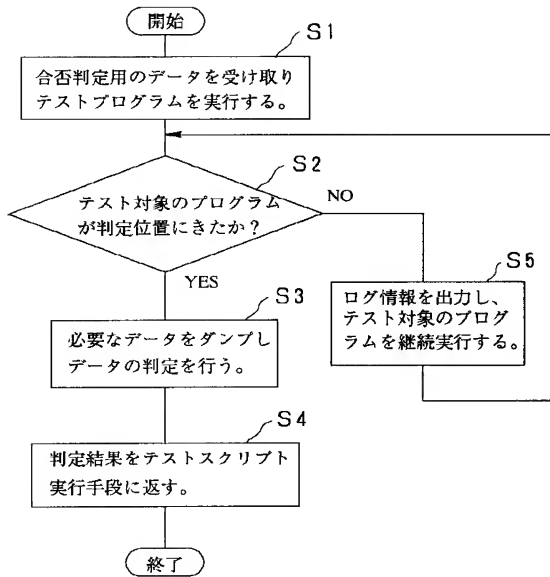 開始
S1
合否判定用のデータを受け取り
テストプログラムを実行する。
S2
テスト対象のプログラム
が判定位置にきたか?
NO
YES
S5
ログ情報を出力し、
テスト対象のプログ
ラムを継続実行する。
S3
必要なデータをダンプし
データの判定を行う。
S4
判定結果をテストスクリプト
実行手段に返す。
終了